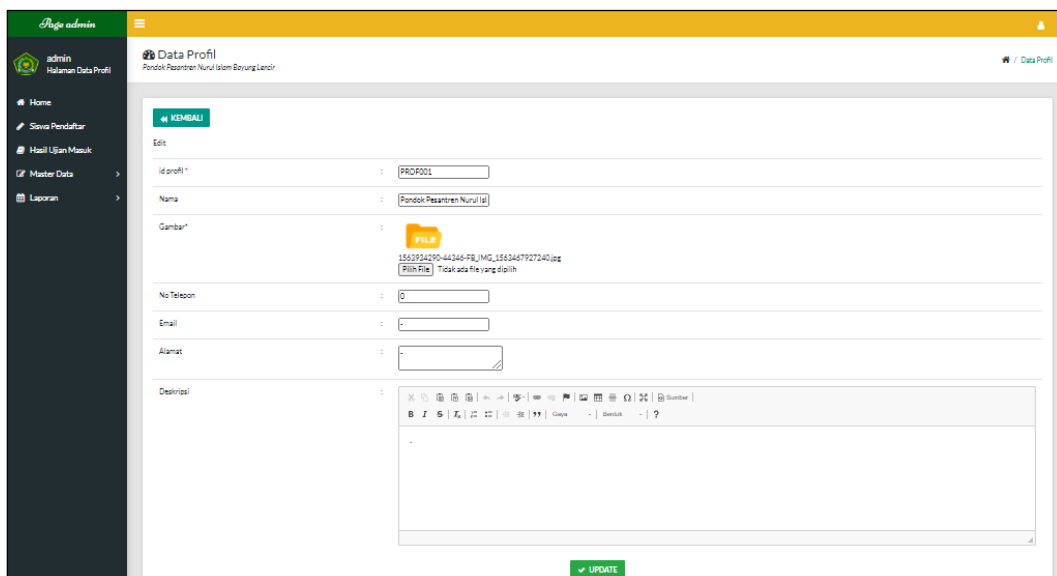 Page admin
admin
Halaman Data Profil
Home
Siswa Pendaftar
Hasil Ujian Masuk
Master Data
Laporan
Data Profil
Pondok Pesantren Nurul Islam Bayung Lencir
/ Data Profil
KEMBALI
Edit
id profil * : PROF001
Nama : Pondok Pesantren Nurul Isl
Gambar* :
FILE
1563934290-44346-FB_IMG_1563467927240.jpg
Pilih File Tidak ada file yang dipilih
No Telepon : 0
Email : -
Alamat : -
Deskripsi :
Sumber
B I S Ix Gaya Bentuk ?
-
UPDATE